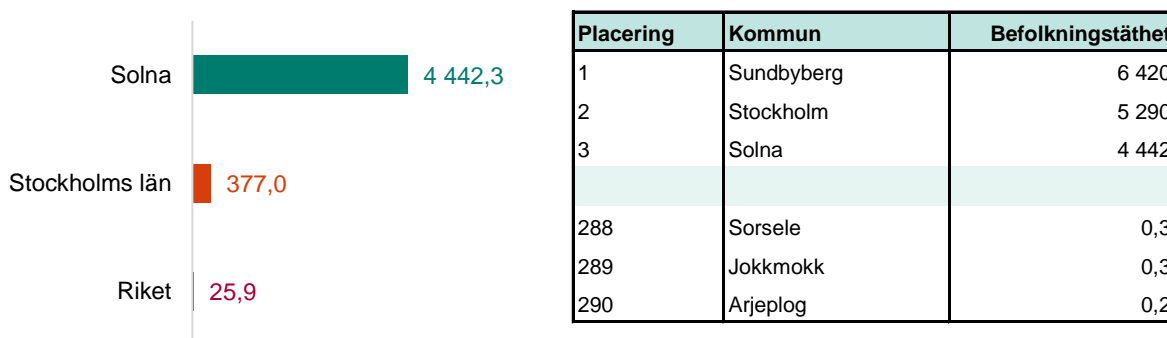 Solna 4 442,3
Stockholms län 377,0
Riket 25,9
Placering Kommun Befolkningstäthet
1 Sundbyberg 6 420
2 Stockholm 5 290
3 Solna 4 442
288 Sorsele 0,3
289 Jokkmokk 0,3
290 Arjeplog 0,2